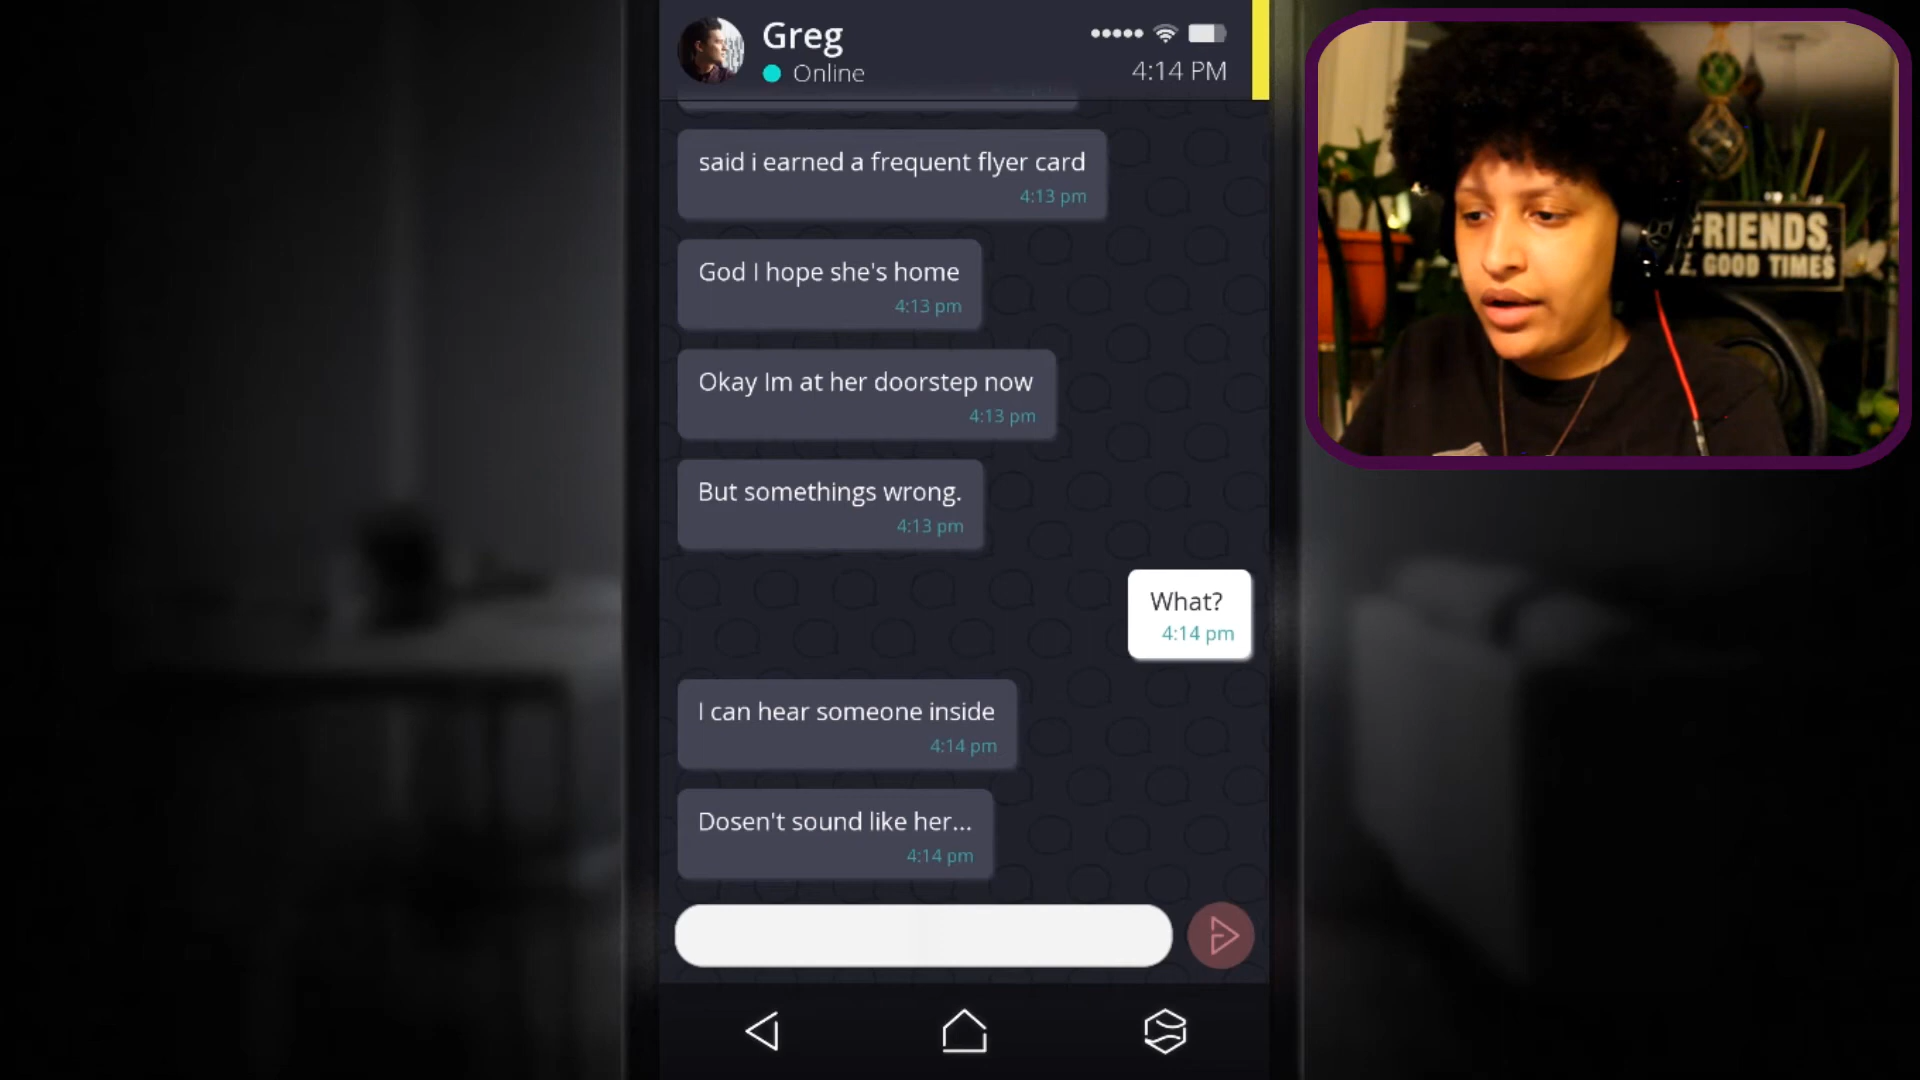 Greg
Online
4:14 PM
said i earned a frequent flyer card
4:13 pm
God I hope she's home
4:13 pm
Okay Im at her doorstep now
4:13 pm
But somethings wrong.
4:13 pm
What?
4:14 pm
I can hear someone inside
4:14 pm
Dosen't sound like her...
4:14 pm
FRIENDS,
GOOD TIMES